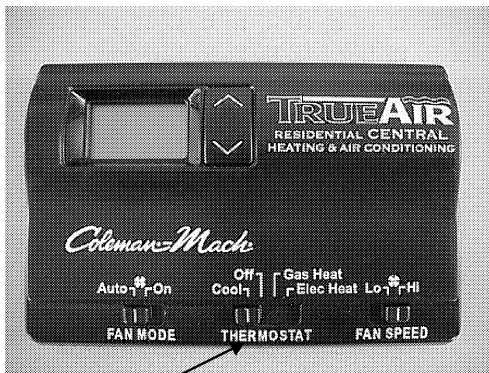 TRUEAIR
RESIDENTIAL CENTRAL
HEATING & AIR CONDITIONING
Coleman-Mach
Off Gas Heat
Auto On Cool Elec Heat Lo Hi
FAN MODE THERMOSTAT FAN SPEED